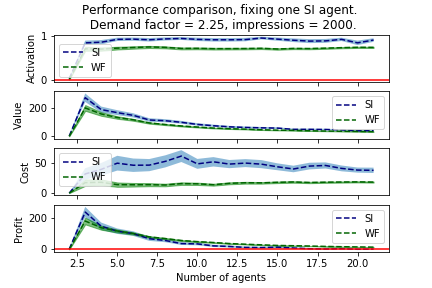 Performance comparison, fixing one SI agent.
Demand factor = 2.25, impressions = 2000.
Activation
1
0
SI
WF
Value
200
0
SI
WF
Cost
50
0
SI
WF
Profit
200
0
SI
WF
2.5 5.0 7.5 10.0 12.5 15.0 17.5 20.0
Number of agents